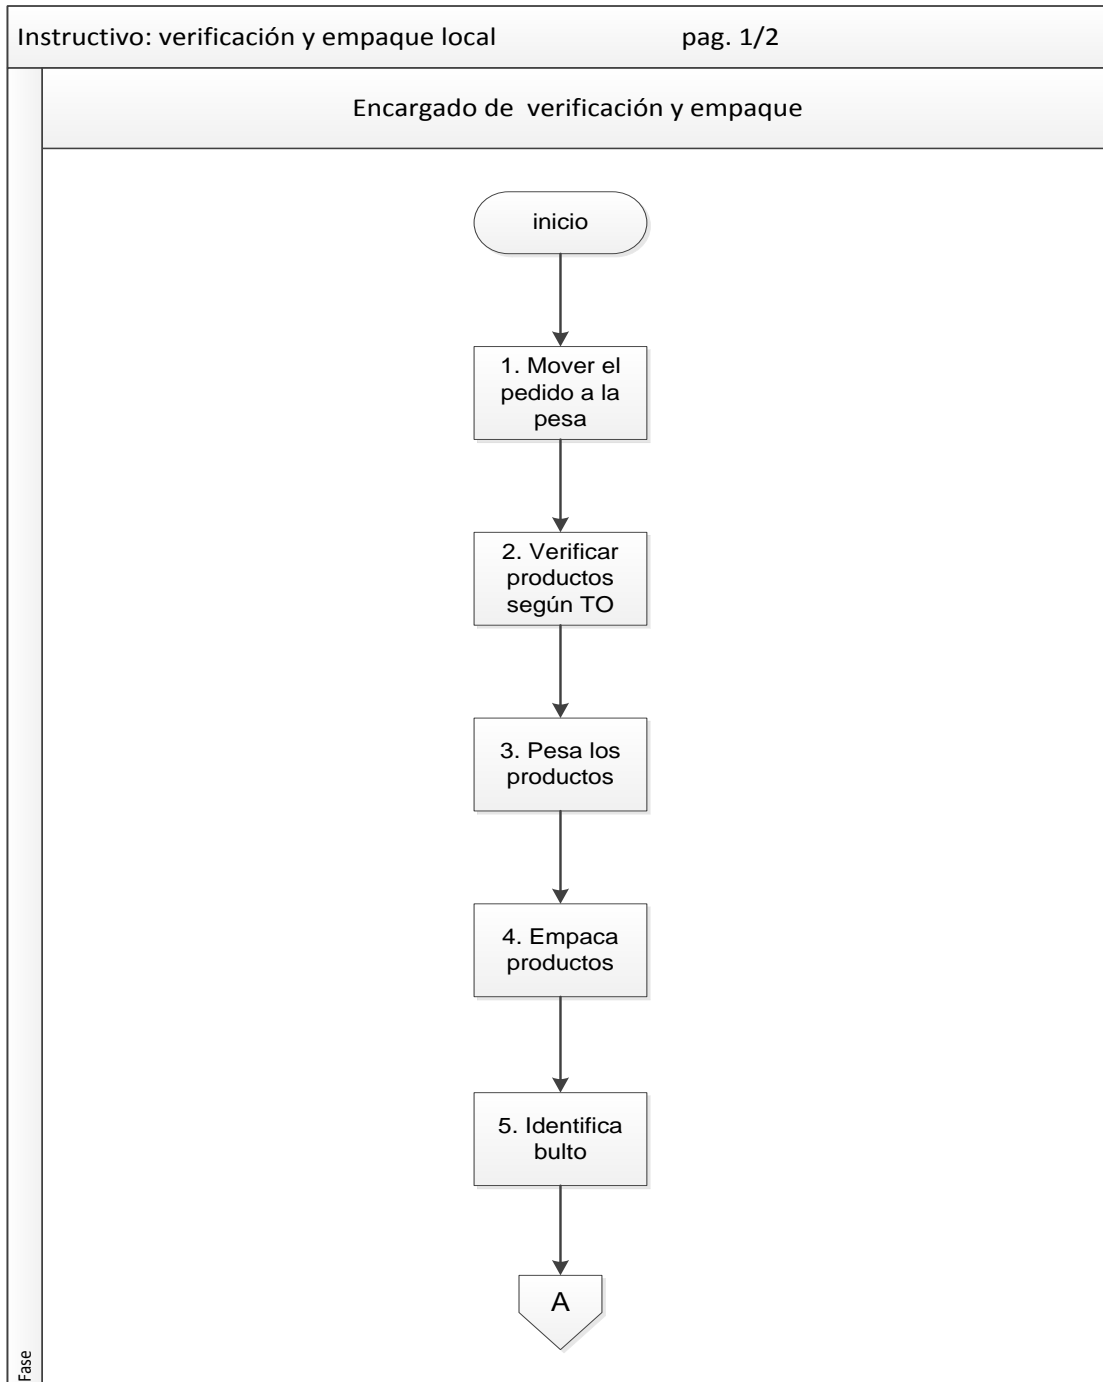 Instructivo: verificación y empaque local pag. 1/2
Encargado de verificación y empaque
inicio
1. Mover el
pedido a la
pesa
2. Verificar
productos
según TO
3. Pesa los
productos
4. Empaca
productos
5. Identifica
bulto
A
Fase